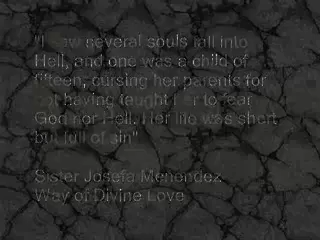 "I saw several souls fall into
Hell, and one was a child of
fifteen, cursing her parents for
not having taught her to fear
God nor Hell. Her life was short
but full of sin"
Sister Josefa Menendez
Way of Divine Love